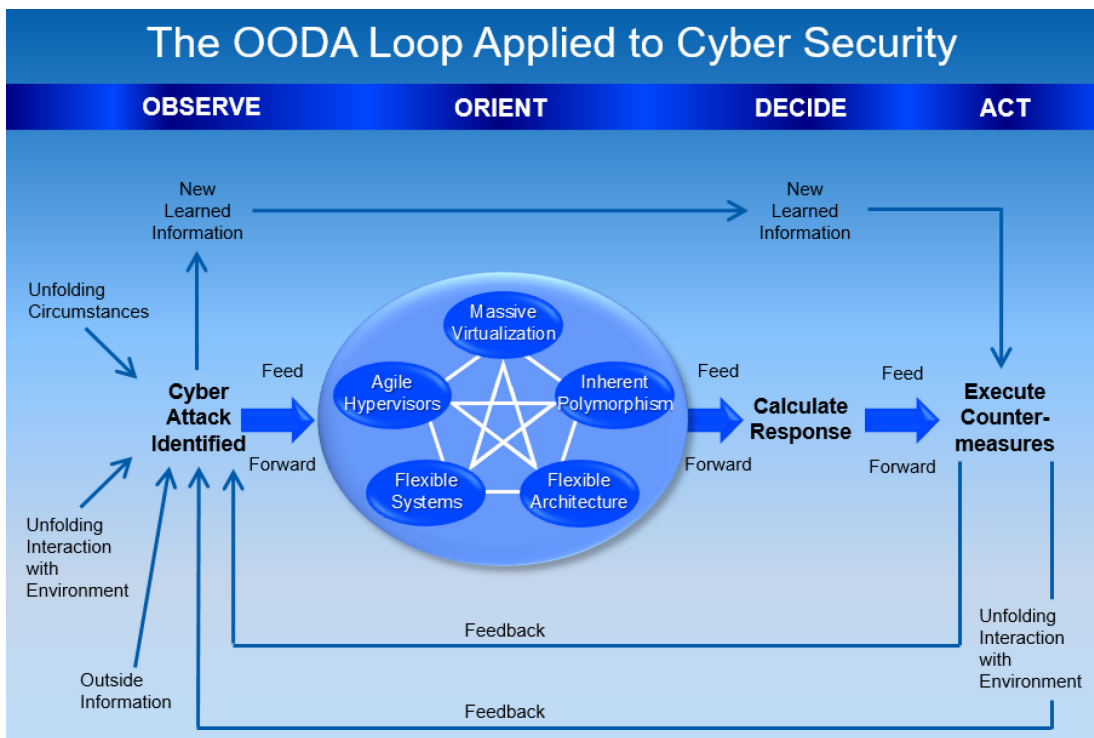 The OODA Loop Applied to Cyber Security
OBSERVE
ORIENT
DECIDE
ACT
New
Learned
Information
New
Learned
Information
Unfolding
Circumstances
Massive
Virtualization
Agile
Hypervisors
Inherent
Polymorphism
Flexible
Systems
Flexible
Architecture
Cyber
Attack
Identified
Feed
Forward
Feed
Forward
Calculate
Response
Feed
Forward
Execute
Counter-
measures
Unfolding
Interaction
with
Environment
Outside
Information
Feedback
Unfolding
Interaction
with
Environment
Feedback